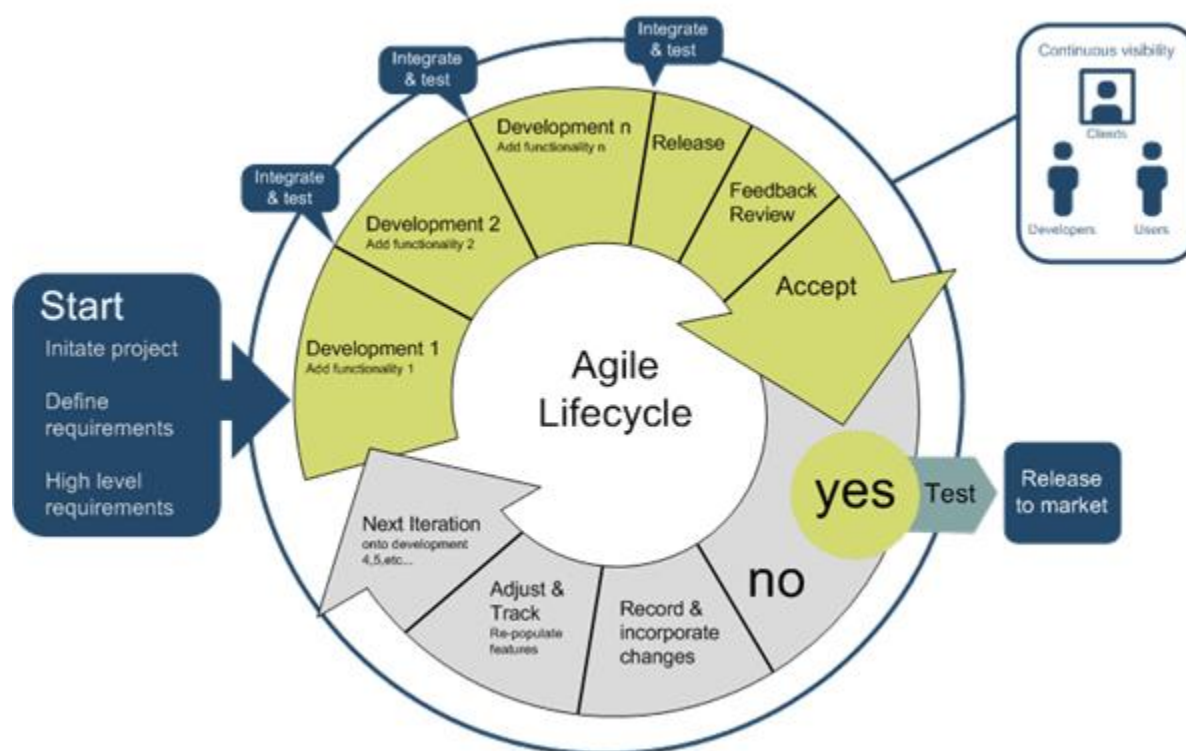 Start
Initate project
Define
requirements
High level
requirements
Integrate
& test
Integrate
& test
Integrate
& test
Development 1
Add functionality 1
Development 2
Add functionality 2
Development n
Add functionality n
Release
Feedback
Review
Accept
Agile
Lifecycle
yes
Test
Release
to market
no
Record &
incorporate
changes
Adjust &
Track
Re-populate
features
Next Iteration
onto development
4,5,etc...
Continuous visibility
Clients
Developers
Users